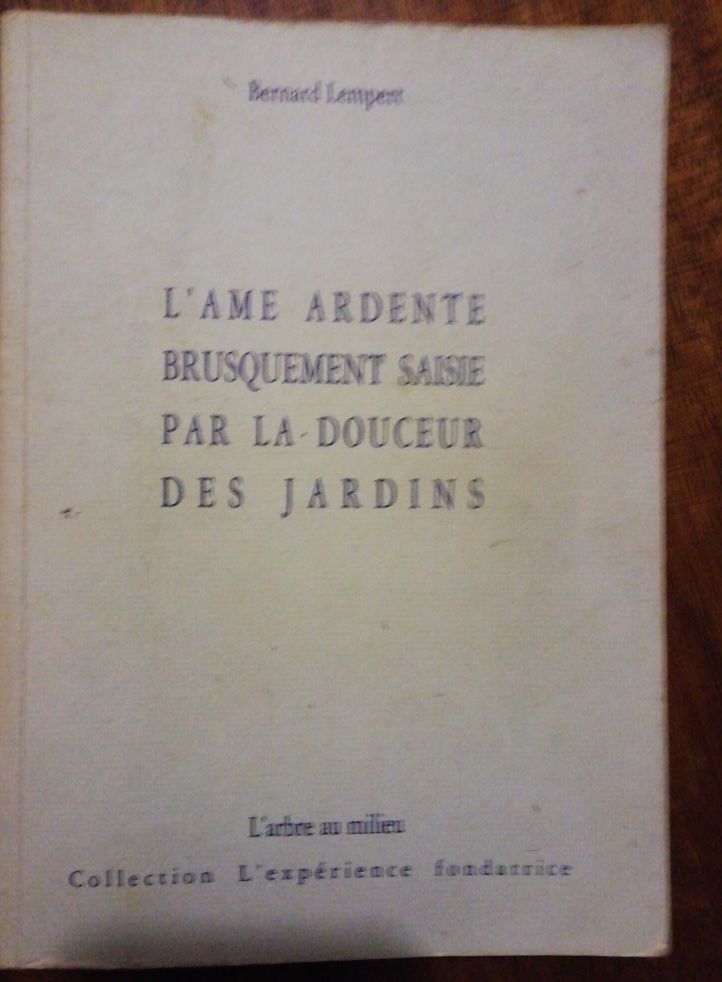 Bernard Lempert
L'AME ARDENTE
BRUSQUEMENT SAISIE
PAR LA DOUCEUR
DES JARDINS
L'arbre au milieu
Collection L'expérience fondatrice